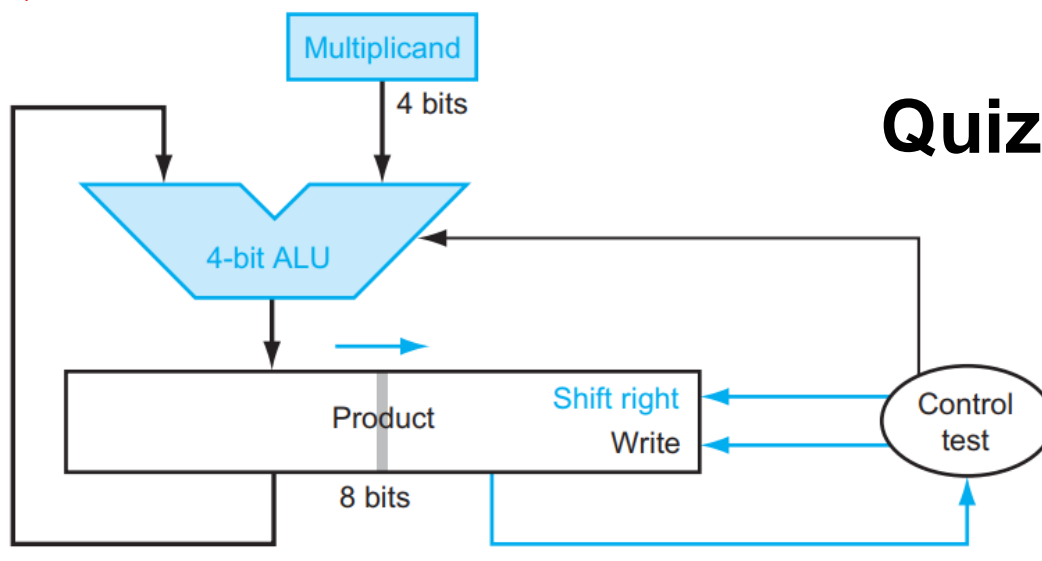 Multiplicand
4 bits
Quiz
4-bit ALU
Product
Shift right
Write
Control
test
8 bits